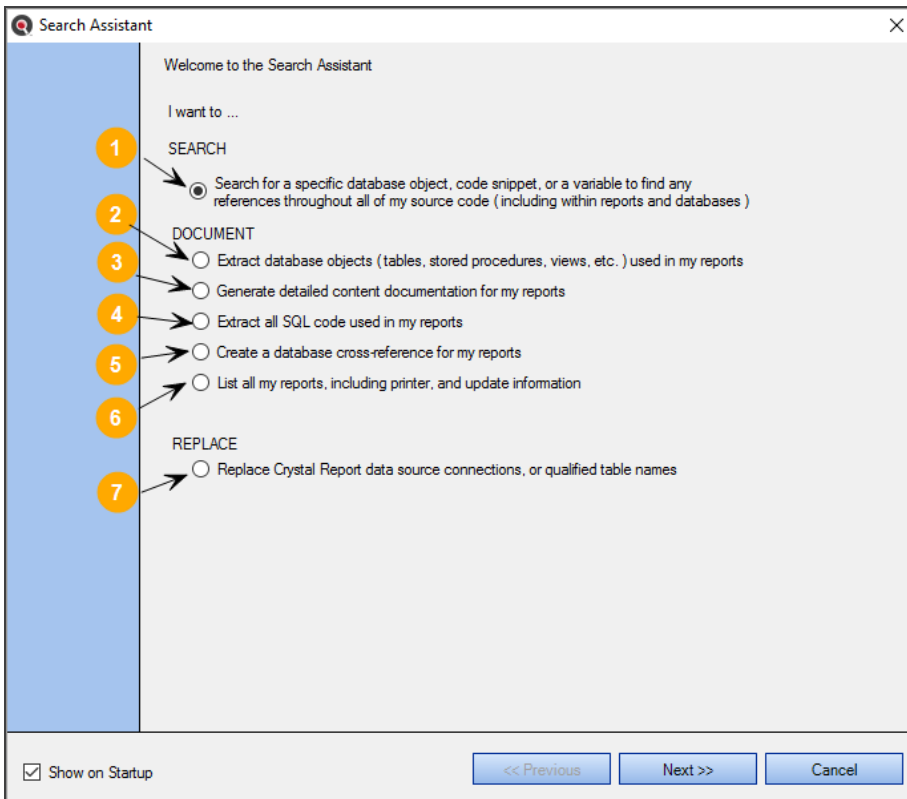 Search Assistant
Welcome to the Search Assistant
I want to ...
1
SEARCH
Search for a specific database object, code snippet, or a variable to find any
references throughout all of my source code ( including within reports and databases )
2
DOCUMENT
3
Extract database objects ( tables, stored procedures, views, etc. ) used in my reports
Generate detailed content documentation for my reports
4
Extract all SQL code used in my reports
5
Create a database cross-reference for my reports
List all my reports, including printer, and update information
6
REPLACE
Replace Crystal Report data source connections, or qualified table names
7
Show on Startup
<< Previous
Next >>
Cancel